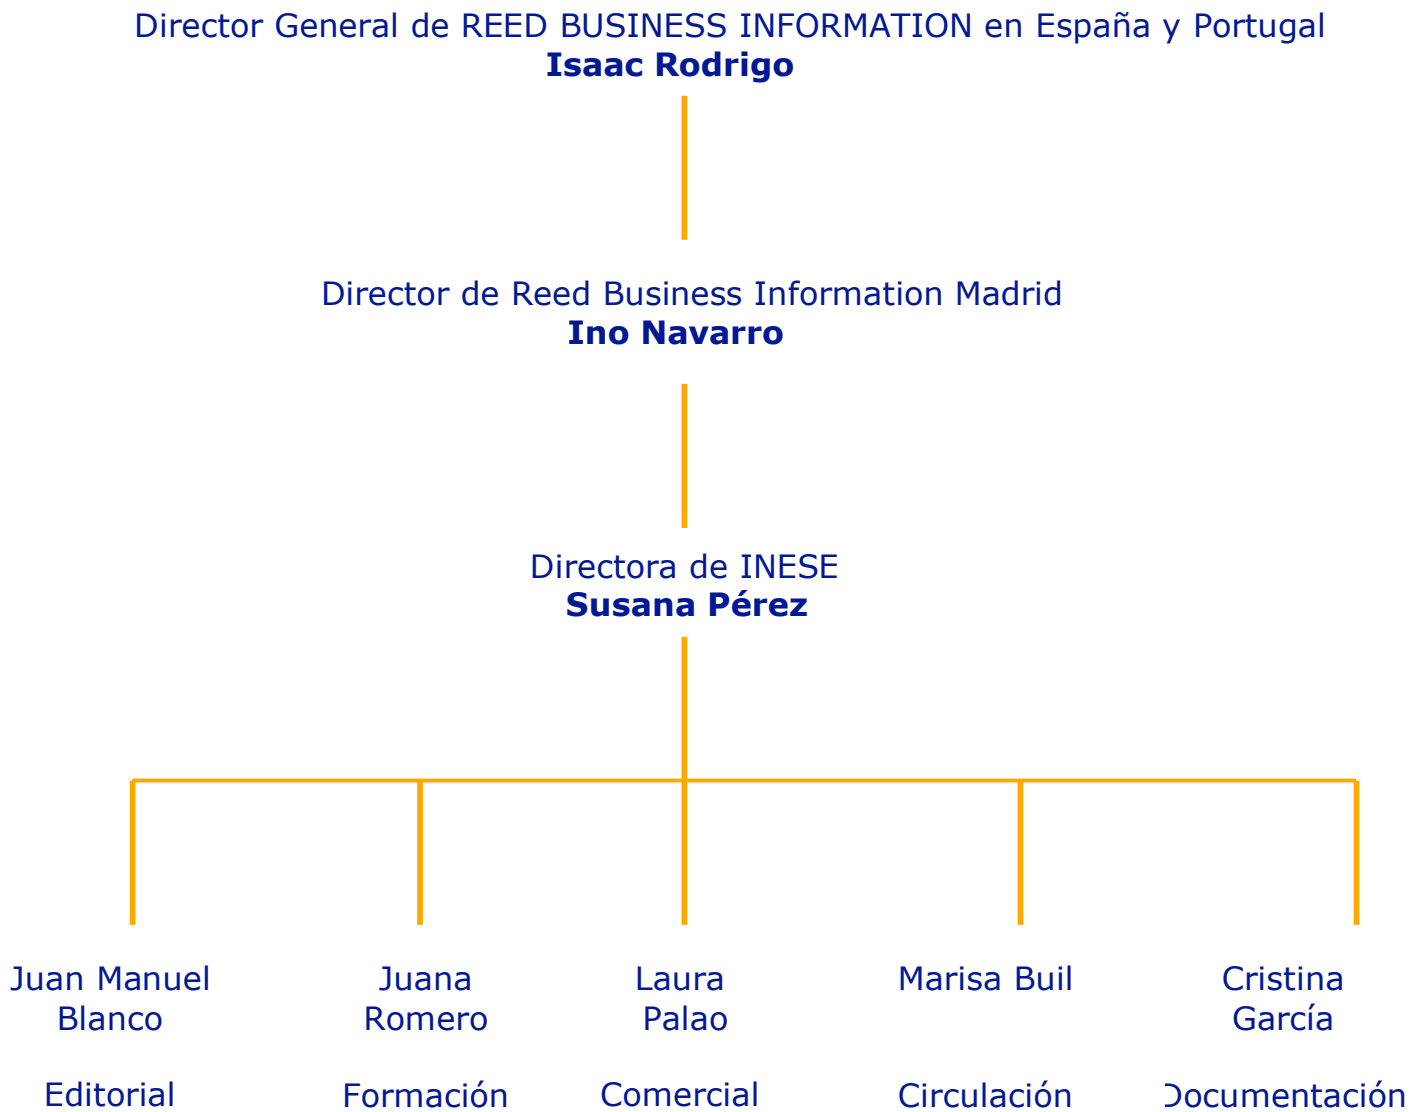 Director General de REED BUSINESS INFORMATION en España y Portugal
Isaac Rodrigo
Director de Reed Business Information Madrid
Ino Navarro
Directora de INESE
Susana Pérez
Juan Manuel
Blanco
Editorial
Juana
Romero
Formación
Laura
Palao
Comercial
Marisa Buil
Circulación
Cristina
García
Documentación